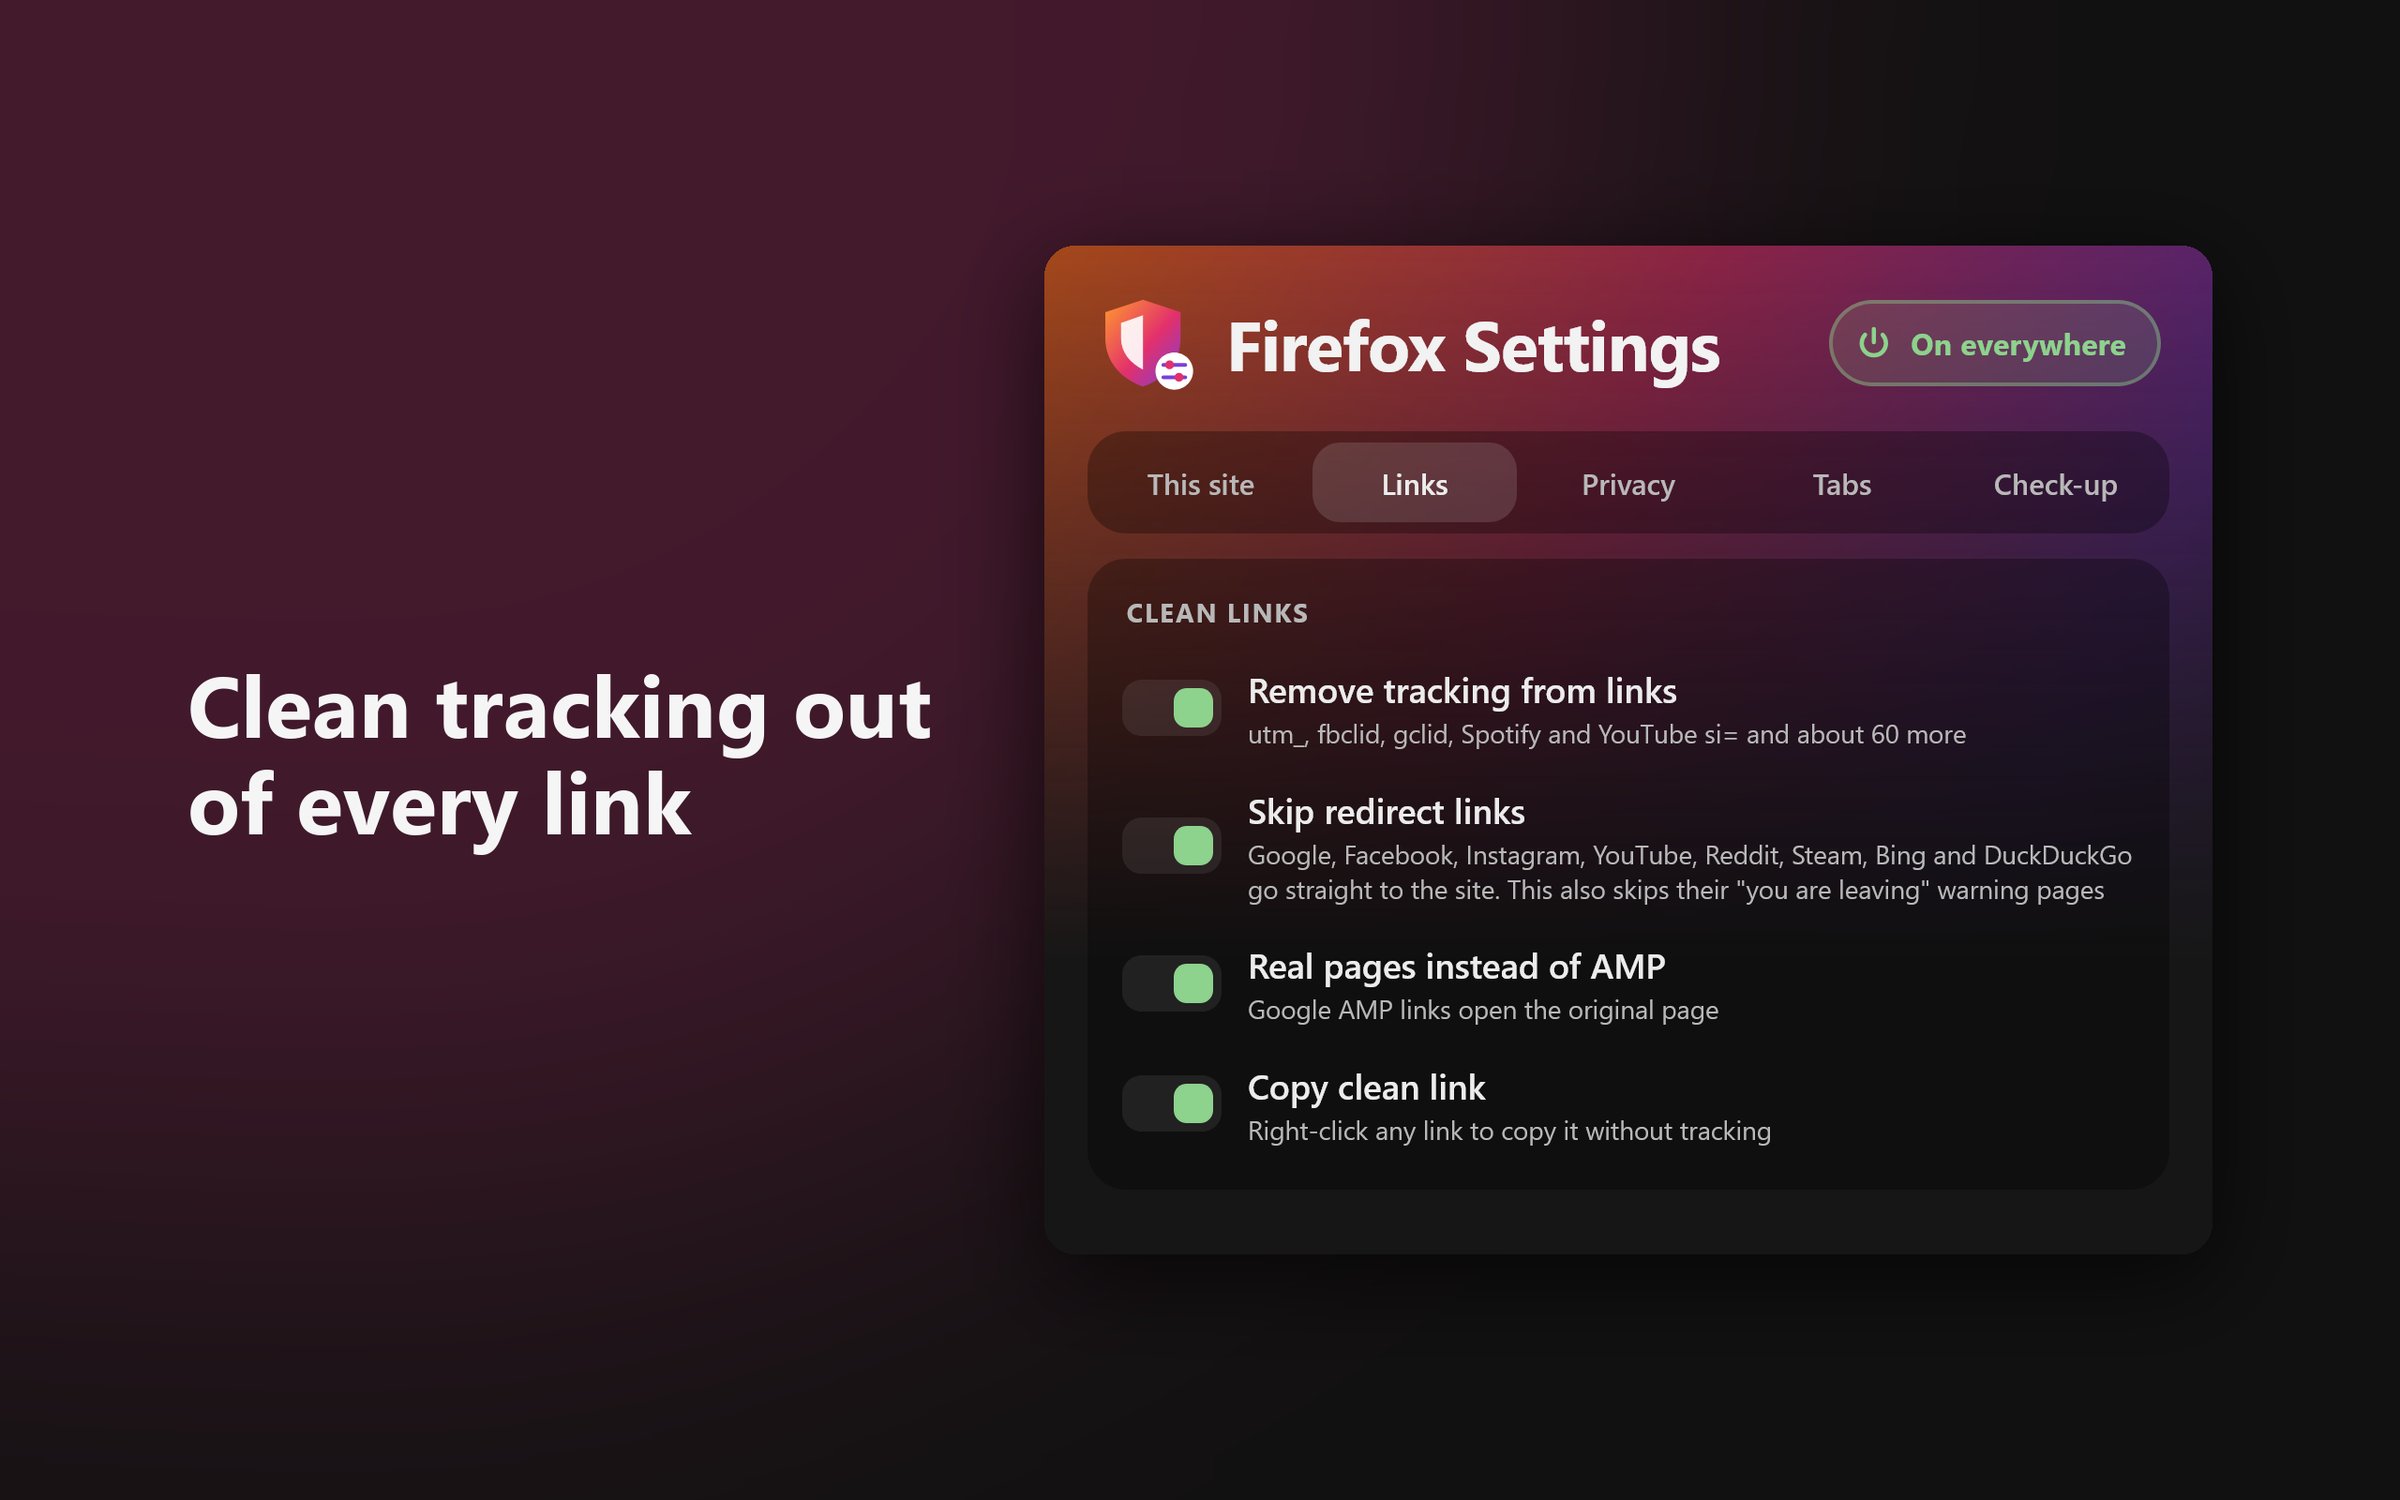 Clean tracking out
of every link
Firefox Settings
On everywhere
This site
Links
Privacy
Tabs
Check-up
CLEAN LINKS
Remove tracking from links
utm_, fbclid, gclid, Spotify and YouTube si= and about 60 more
Skip redirect links
Google, Facebook, Instagram, YouTube, Reddit, Steam, Bing and DuckDuckGo
go straight to the site. This also skips their "you are leaving" warning pages
Real pages instead of AMP
Google AMP links open the original page
Copy clean link
Right-click any link to copy it without tracking